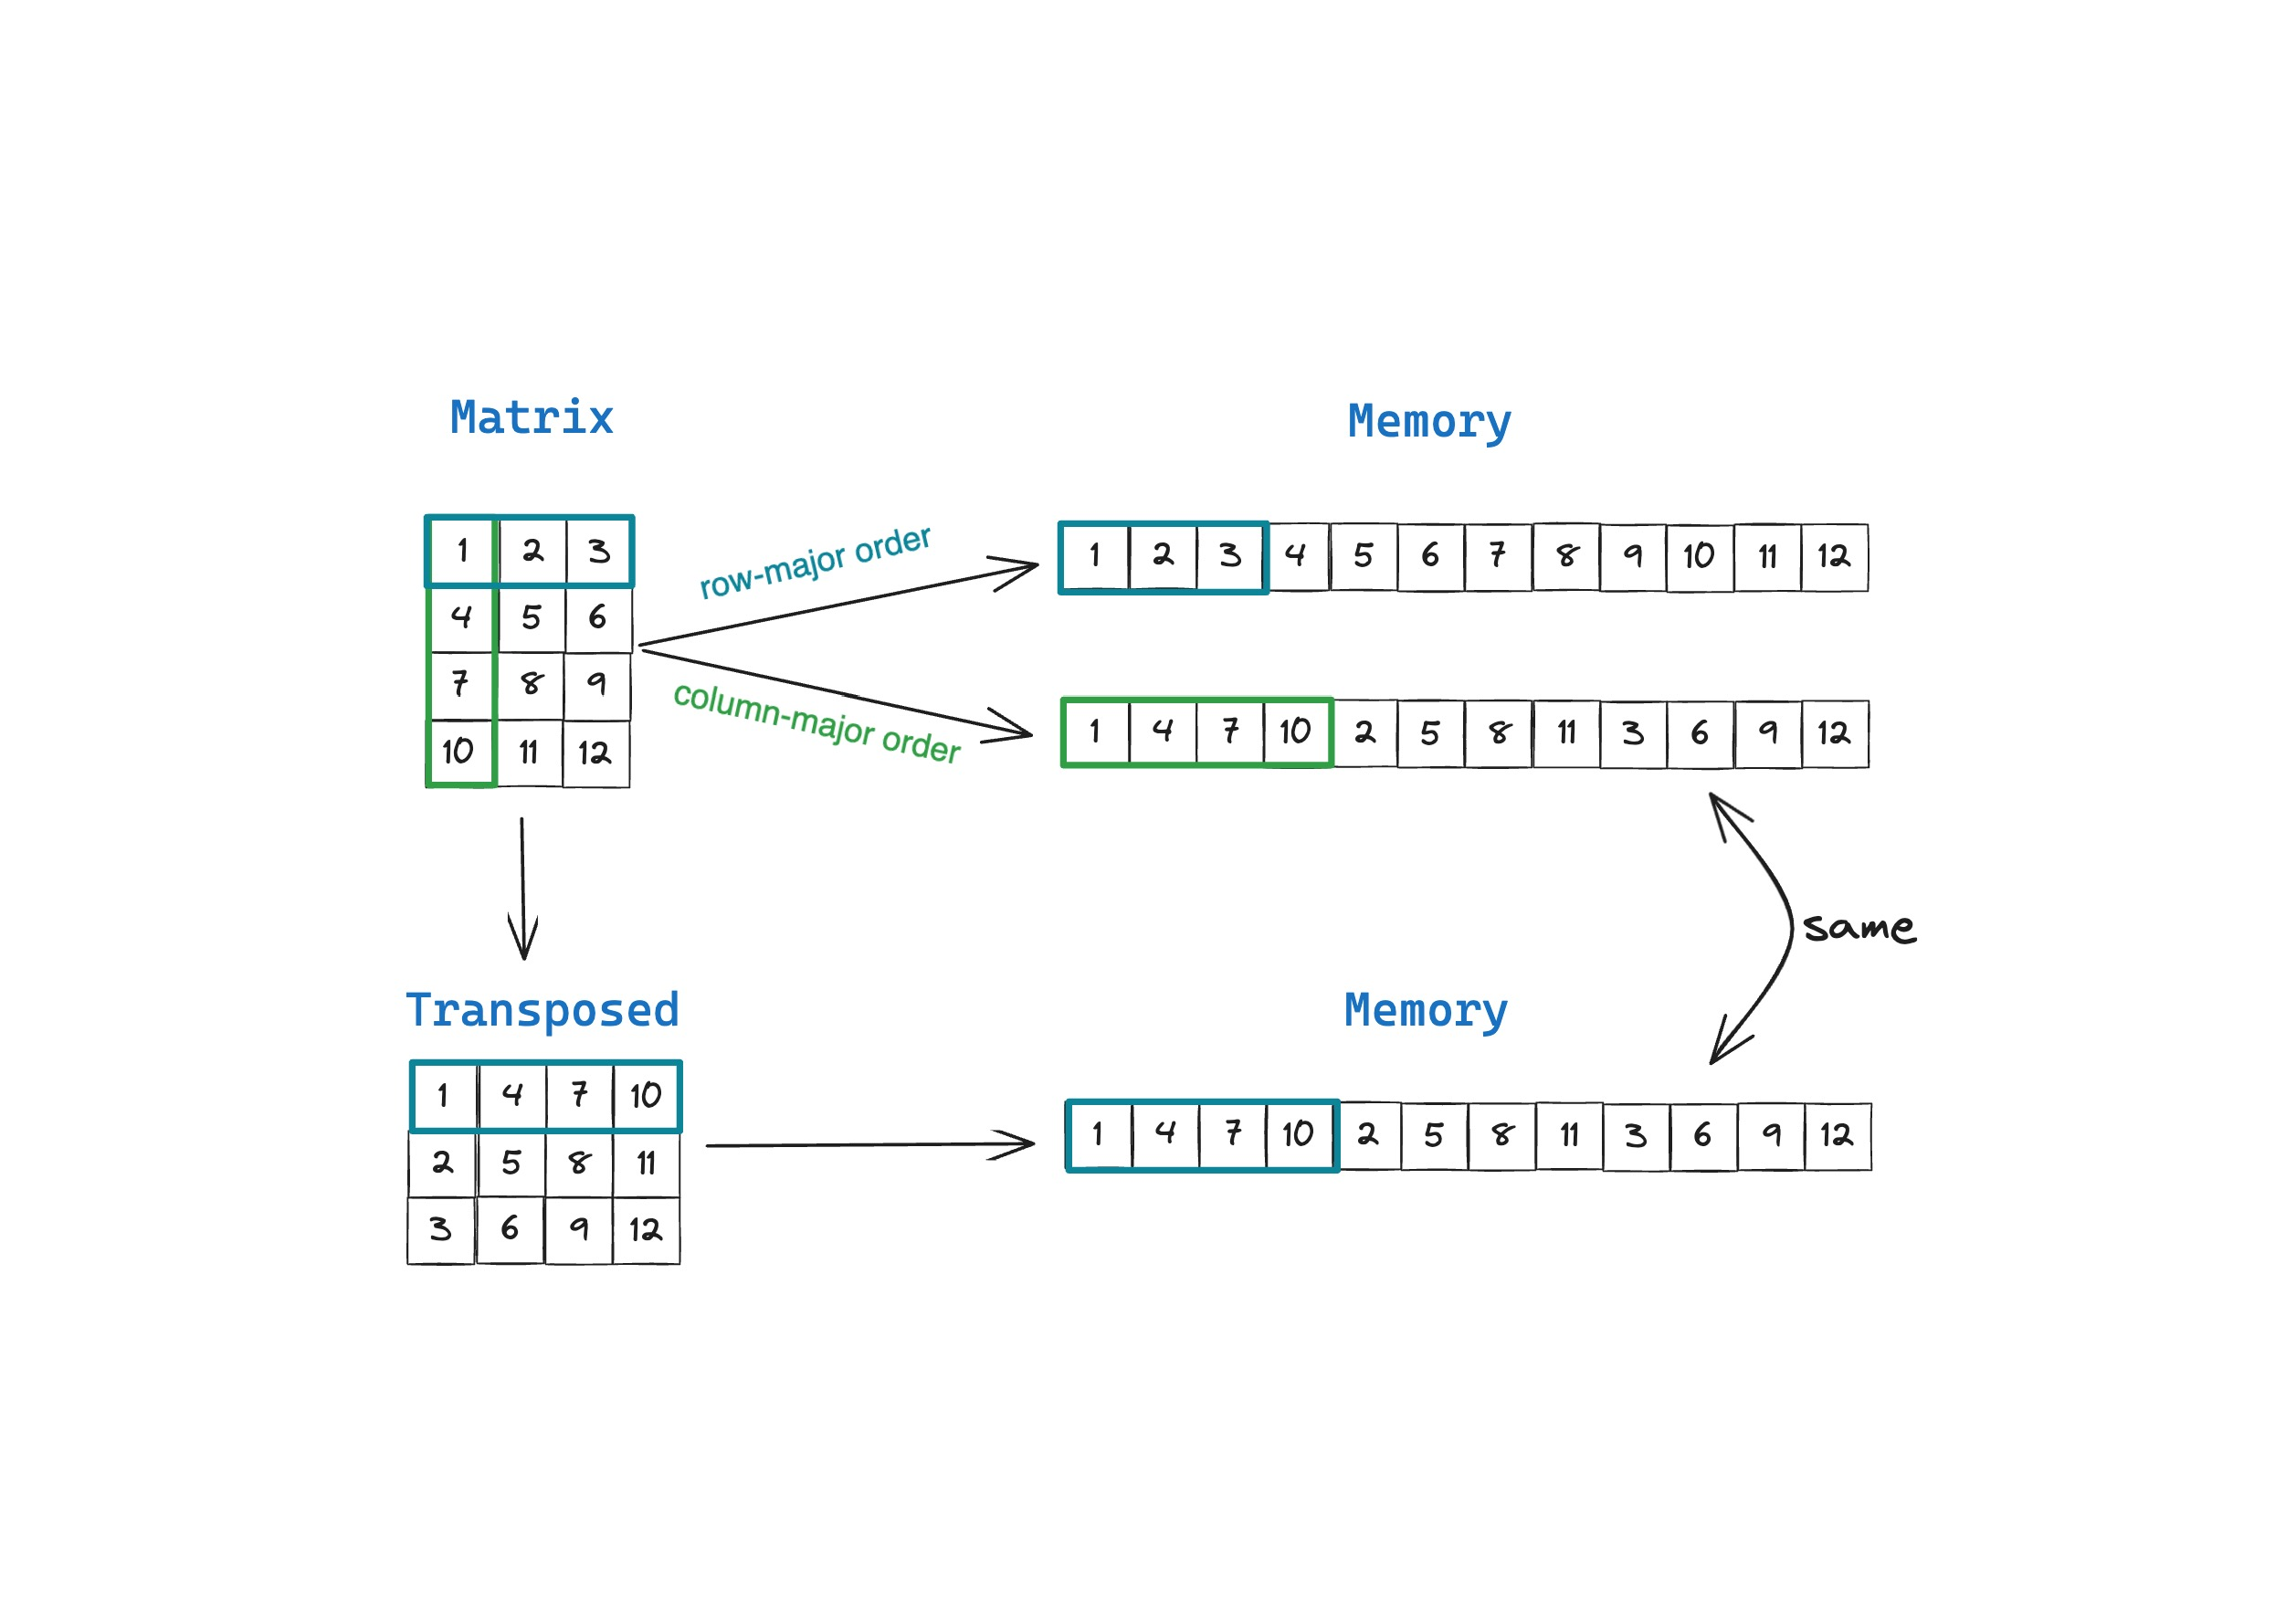 Matrix
Memory
1 2 3
4 5 6
7 8 9
10 11 12
row-major order
1 2 3 4 5 6 7 8 9 10 11 12
column-major order
1 4 7 10 2 5 8 11 3 6 9 12
same
Transposed
Memory
1 4 7 10
2 5 8 11
3 6 9 12
1 4 7 10 2 5 8 11 3 6 9 12